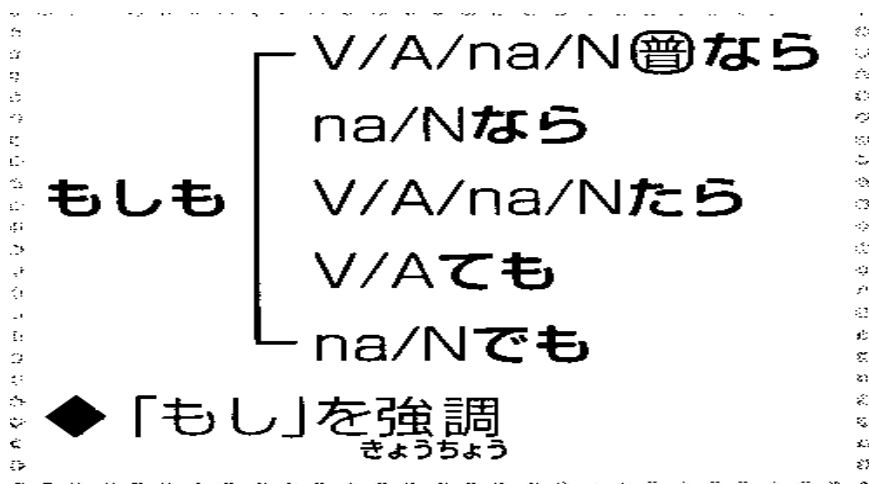 V/A/na/N㊩なら
na/Nなら
もしも V/A/na/Nたら
V/Aても
na/Nでも
◆「もし」を強調
きょうちょう